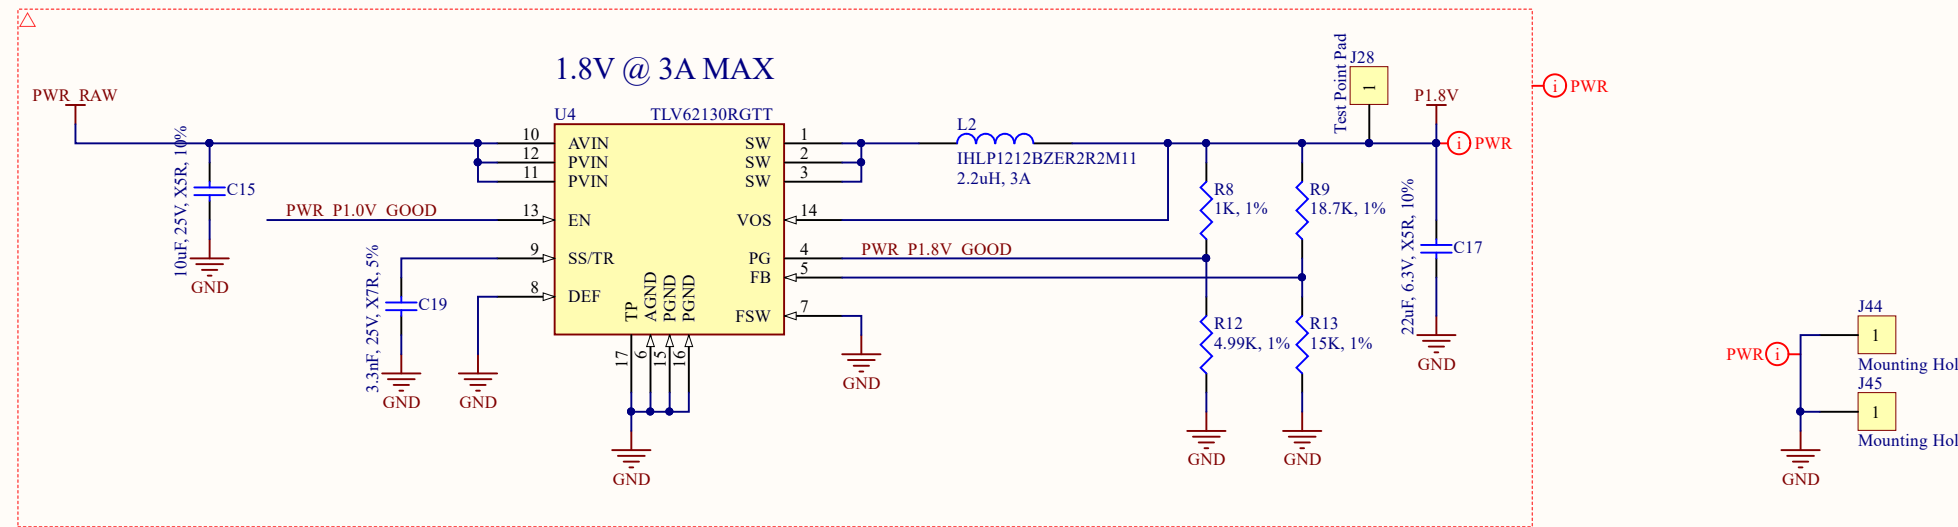 1.8V @ 3A MAX
PWR_RAW
10uF, 25V, X5R, 10%
C15
GND
PWR_P1.0V_GOOD
3.3nF, 25V, X7R, 5%
C19
GND
GND
U4
TLV62130RGTT
10
AVIN
12
PVIN
11
PVIN
13
EN
9
SS/TR
8
DEF
TP
AGND
PGND
PGND
17
6
15
16
GND
SW
1
SW
2
SW
3
VOS
14
PG
4
FB
5
FSW
7
GND
PWR_P1.8V_GOOD
L2
IHLP1212BZER2R2M11
2.2uH, 3A
R8
1K, 1%
R9
18.7K, 1%
R12
4.99K, 1%
R13
15K, 1%
GND
GND
Test Point Pad
J28
1
P1.8V
i PWR
i PWR
22uF, 6.3V, X5R, 10%
C17
GND
PWR i
J44
1
Mounting Hol
J45
1
Mounting Hol
GND